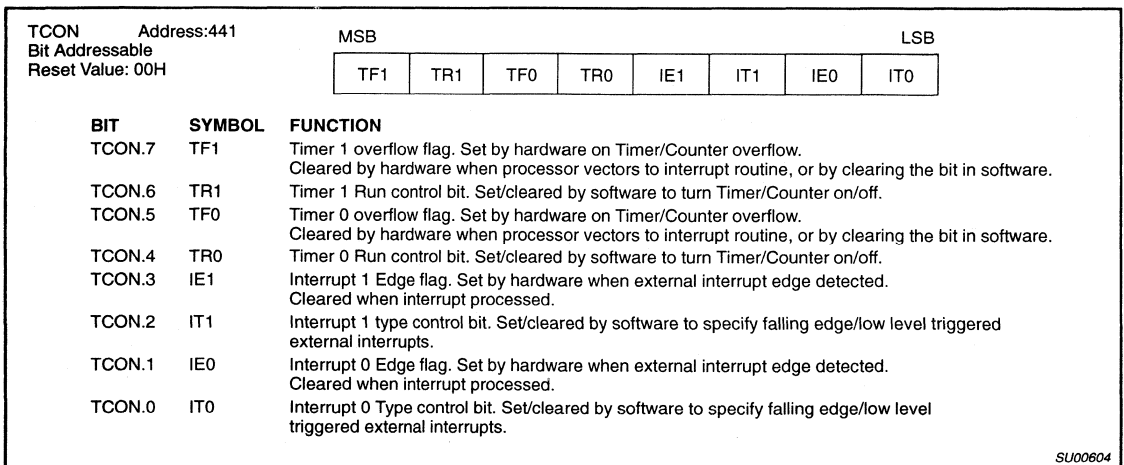 TCON Address:441
Bit Addressable
Reset Value: 00H
MSB LSB
TF1 TR1 TF0 TR0 IE1 IT1 IE0 IT0
BIT SYMBOL FUNCTION
TCON.7 TF1 Timer 1 overflow flag. Set by hardware on Timer/Counter overflow.
Cleared by hardware when processor vectors to interrupt routine, or by clearing the bit in software.
TCON.6 TR1 Timer 1 Run control bit. Set/cleared by software to turn Timer/Counter on/off.
TCON.5 TF0 Timer 0 overflow flag. Set by hardware on Timer/Counter overflow.
Cleared by hardware when processor vectors to interrupt routine, or by clearing the bit in software.
TCON.4 TR0 Timer 0 Run control bit. Set/cleared by software to turn Timer/Counter on/off.
TCON.3 IE1 Interrupt 1 Edge flag. Set by hardware when external interrupt edge detected.
Cleared when interrupt processed.
TCON.2 IT1 Interrupt 1 type control bit. Set/cleared by software to specify falling edge/low level triggered
external interrupts.
TCON.1 IE0 Interrupt 0 Edge flag. Set by hardware when external interrupt edge detected.
Cleared when interrupt processed.
TCON.0 IT0 Interrupt 0 Type control bit. Set/cleared by software to specify falling edge/low level
triggered external interrupts.
SU00604